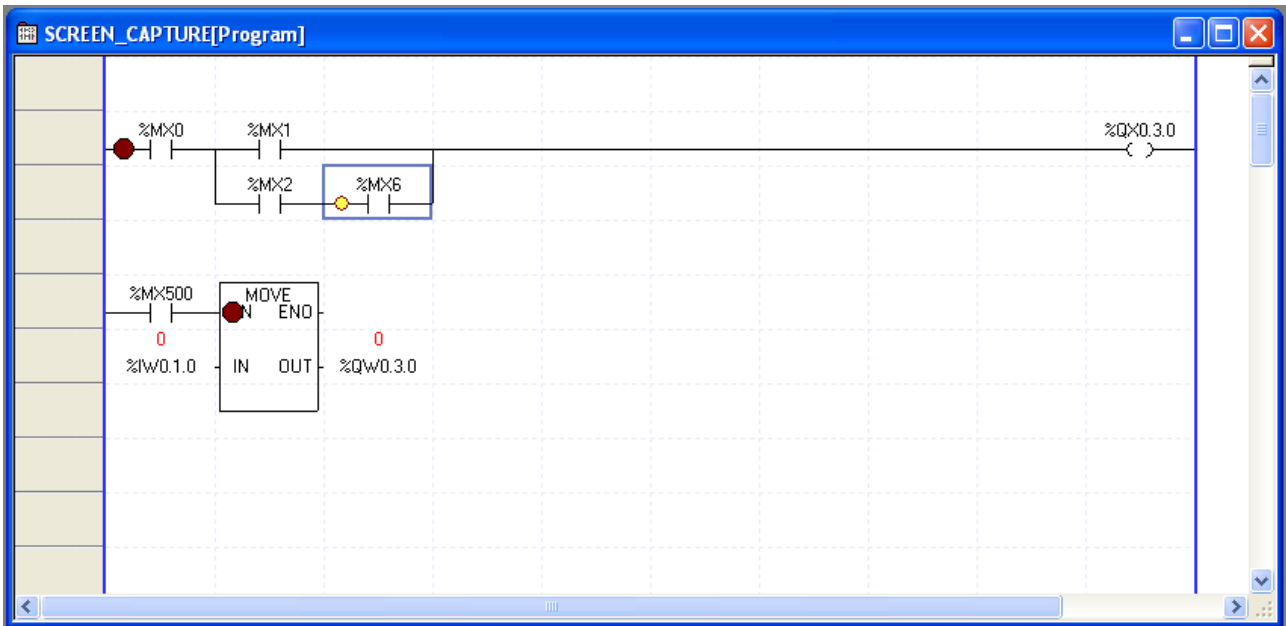 SCREEN_CAPTURE[Program]
%MX0 %MX1 %QX0.3.0
%MX2 %MX6
%MX500 MOVE
N ENO
0 0
%IW0.1.0 IN OUT %QW0.3.0